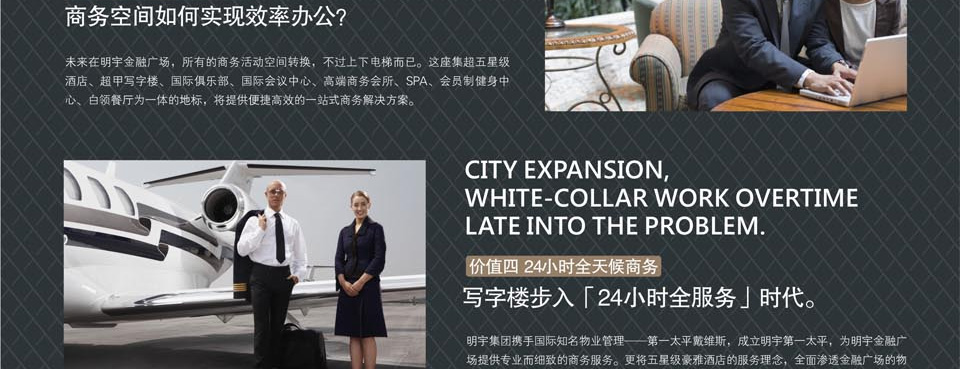 商务空间如何实现效率办公?
未来在明宇金融广场，所有的商务活动空间转换，不过上下电梯而已。这座集超五星级
酒店、超甲写字楼、国际俱乐部、国际会议中心、高端商务会所、SPA、会员制健身中
心、白领餐厅为一体的地标，将提供便捷高效的一站式商务解决方案。
CITY EXPANSION,
WHITE-COLLAR WORK OVERTIME
LATE INTO THE PROBLEM.
价值四 24小时全天候商务
写字楼步入「24小时全服务」时代。
明宇集团携手国际知名物业管理——第一太平戴维斯，成立明宇第一太平，为明宇金融广
场提供专业而细致的商务服务。更将五星级豪雅酒店的服务理念，全面渗透金融广场的物